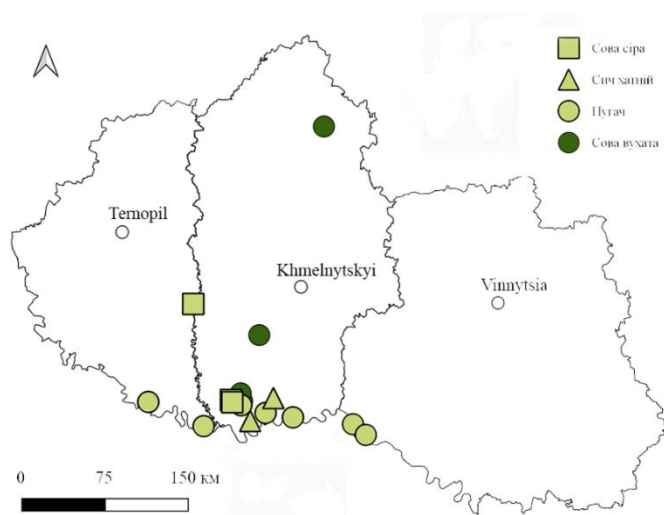 Сова сіра
Сич хатній
Пугач
Сова вухата
Ternopil
Khmelnytskyi
Vinnytsia
0 75 150 км